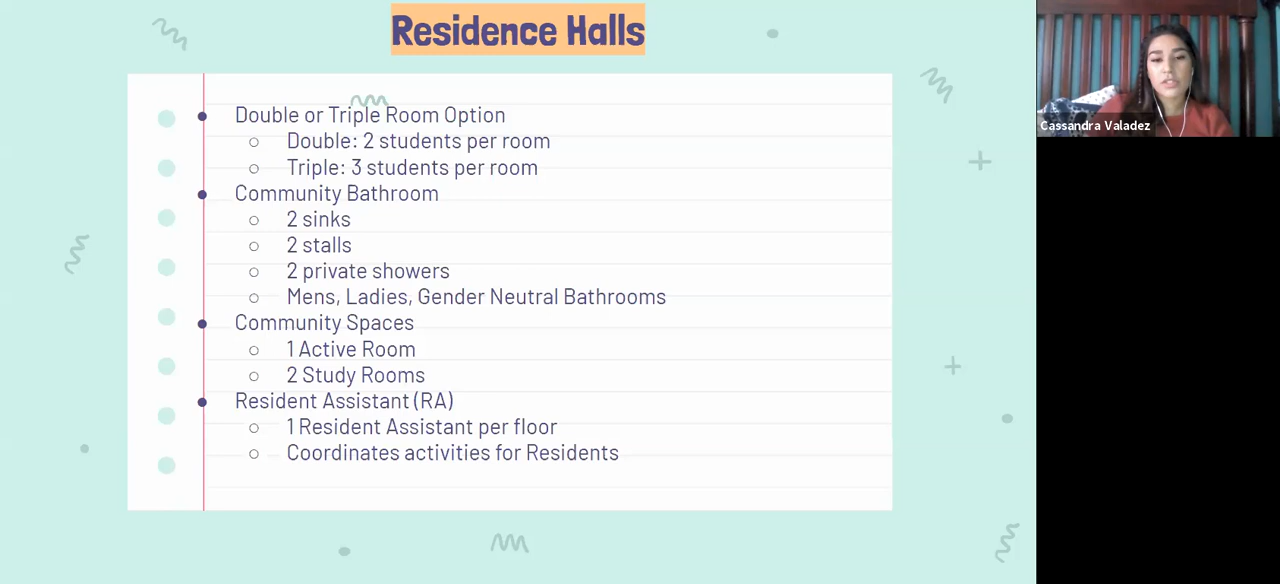 Residence Halls
Double or Triple Room Option
Double: 2 students per room
Triple: 3 students per room
Community Bathroom
2 sinks
2 stalls
2 private showers
Mens, Ladies, Gender Neutral Bathrooms
Community Spaces
1 Active Room
2 Study Rooms
Resident Assistant (RA)
1 Resident Assistant per floor
Coordinates activities for Residents
Cassandra Valadez